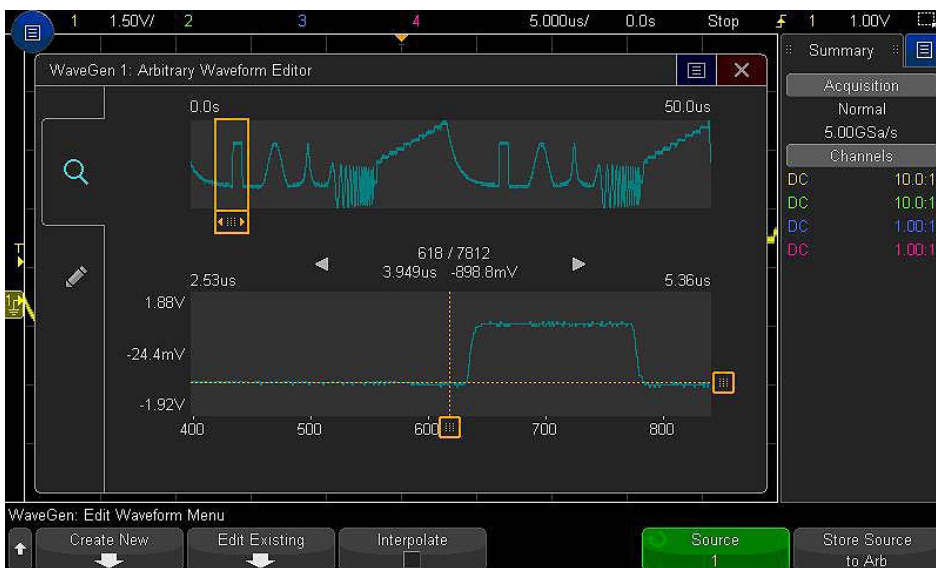 1 1.50V/ 2 3 4 5.000us/ 0.0s Stop 1 1.00V
Summary
WaveGen 1: Arbitrary Waveform Editor
Acquisition
Normal
5.00GSa/s
Channels
DC 10.0:1
DC 10.0:1
DC 1.00:1
DC 1.00:1
0.0s 50.0us
618 / 7812
3.949us -898.8mV
2.53us 5.36us
1.88V
-24.4mV
-1.92V
400 500 600 700 800
T
1
WaveGen: Edit Waveform Menu
Create New Edit Existing Interpolate Source Store Source
1 to Arb